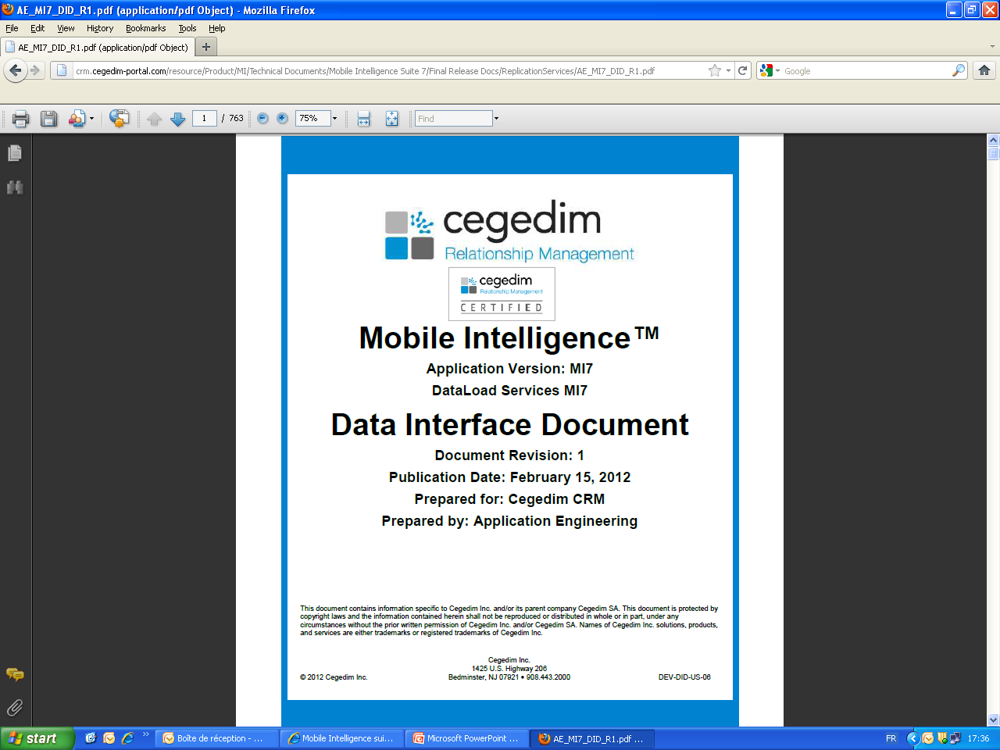 AE_MI7_DID_R1.pdf (application/pdf Object) - Mozilla Firefox
File Edit View History Bookmarks Tools Help
AE_MI7_DID_R1.pdf (application/pdf Object)
crm.cegedim-portal.com/resource/Product/MI/Technical Documents/Mobile Intelligence Suite 7/Final Release Docs/ReplicationServices/AE_MI7_DID_R1.pdf
Google
1 / 763 75% Find
cegedim
Relationship Management
cegedim
Relationship Management
CERTIFIED
Mobile Intelligence™
Application Version: MI7
DataLoad Services MI7
Data Interface Document
Document Revision: 1
Publication Date: February 15, 2012
Prepared for: Cegedim CRM
Prepared by: Application Engineering
This document contains information specific to Cegedim Inc. and/or its parent company Cegedim SA. This document is protected by
copyright laws and the information contained herein shall not be reproduced or distributed in whole or in part, under any
circumstances without the prior written permission of Cegedim Inc. and/or Cegedim SA. Names of Cegedim Inc. solutions, products,
and services are either trademarks or registered trademarks of Cegedim Inc.
Cegedim Inc.
1425 U.S. Highway 206
© 2012 Cegedim Inc. Bedminster, NJ 07921 • 908.443.2000 DEV-DID-US-06
start Boîte de réception - ... Mobile Intelligence sui... Microsoft PowerPoint ... AE_MI7_DID_R1.pdf ... FR 17:36